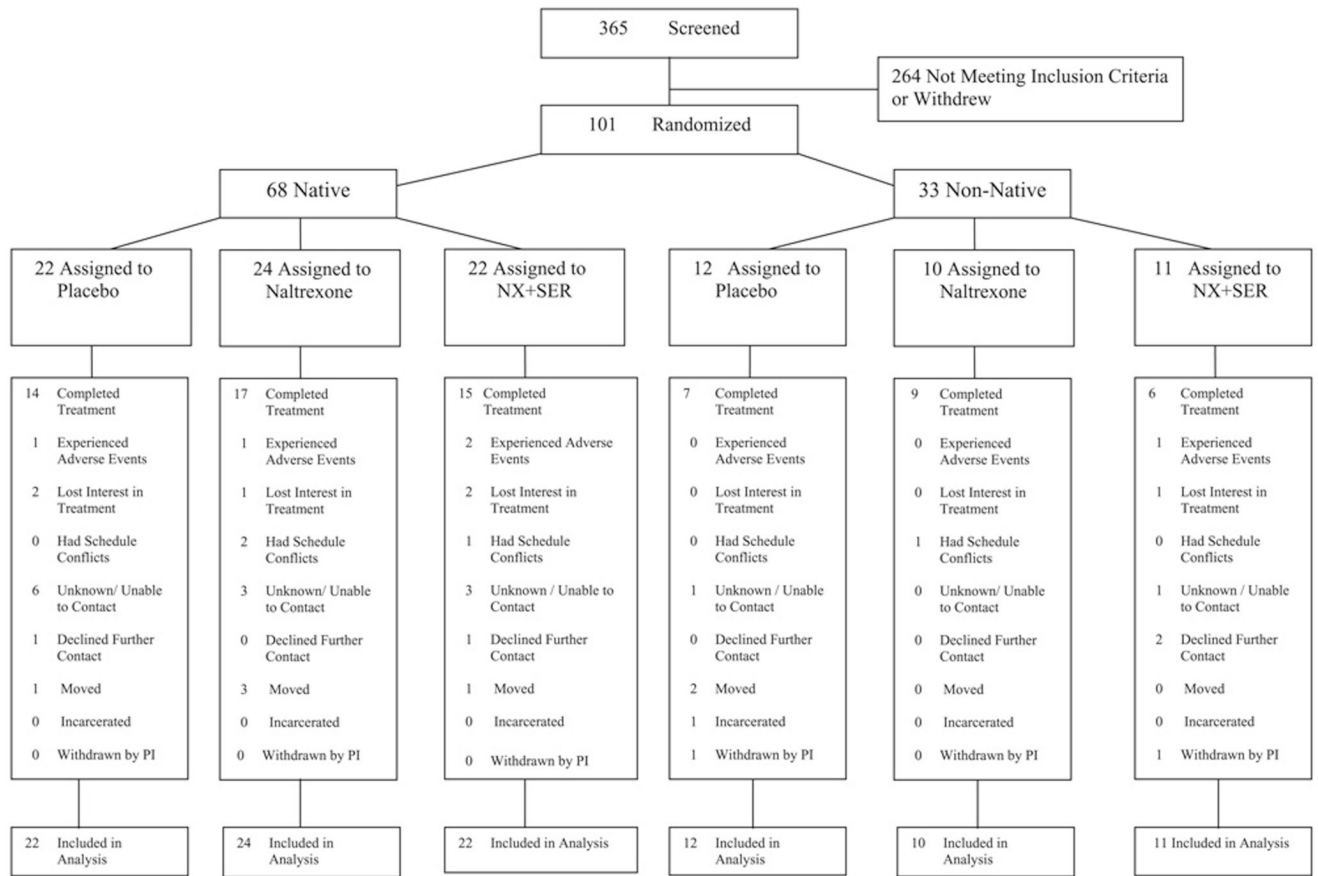 365 Screened
264 Not Meeting Inclusion Criteria
or Withdrew
101 Randomized
68 Native
33 Non-Native
22 Assigned to
Placebo
24 Assigned to
Naltrexone
22 Assigned to
NX+SER
12 Assigned to
Placebo
10 Assigned to
Naltrexone
11 Assigned to
NX+SER
14 Completed
Treatment
1 Experienced
Adverse Events
2 Lost Interest in
Treatment
0 Had Schedule
Conflicts
6 Unknown/ Unable
to Contact
1 Declined Further
Contact
1 Moved
0 Incarcerated
0 Withdrawn by PI
17 Completed
Treatment
1 Experienced
Adverse Events
1 Lost Interest in
Treatment
2 Had Schedule
Conflicts
3 Unknown/ Unable
to Contact
0 Declined Further
Contact
3 Moved
0 Incarcerated
0 Withdrawn by PI
15 Completed
Treatment
2 Experienced Adverse
Events
2 Lost Interest in
Treatment
1 Had Schedule
Conflicts
3 Unknown / Unable to
Contact
1 Declined Further
Contact
1 Moved
0 Incarcerated
0 Withdrawn by PI
7 Completed
Treatment
0 Experienced
Adverse Events
0 Lost Interest in
Treatment
0 Had Schedule
Conflicts
1 Unknown / Unable
to Contact
0 Declined Further
Contact
2 Moved
1 Incarcerated
1 Withdrawn by PI
9 Completed
Treatment
0 Experienced
Adverse Events
0 Lost Interest in
Treatment
1 Had Schedule
Conflicts
0 Unknown/ Unable
to Contact
0 Declined Further
Contact
0 Moved
0 Incarcerated
0 Withdrawn by PI
6 Completed
Treatment
1 Experienced
Adverse Events
1 Lost Interest in
Treatment
0 Had Schedule
Conflicts
1 Unknown/ Unable
to Contact
2 Declined Further
Contact
0 Moved
0 Incarcerated
1 Withdrawn by PI
22 Included in
Analysis
24 Included in
Analysis
22 Included in Analysis
12 Included in
Analysis
10 Included in
Analysis
11 Included in Analysis